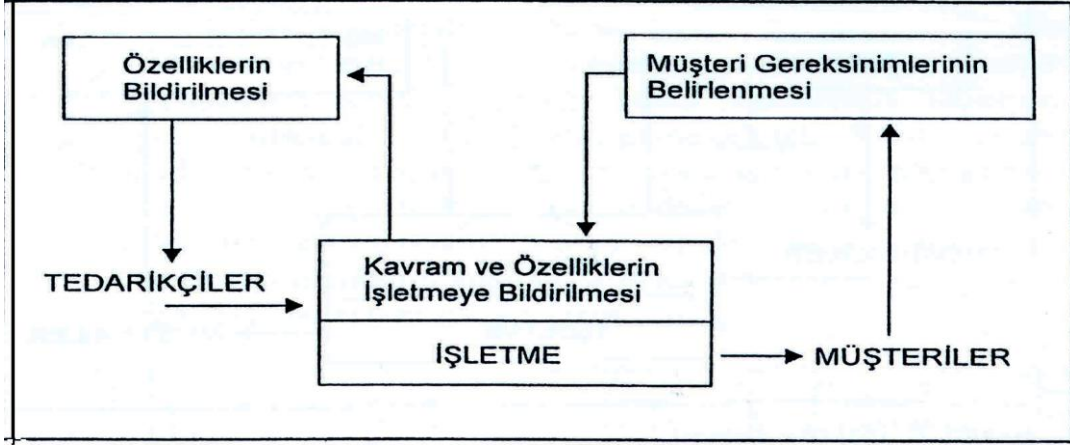 Özelliklerin
Bildirilmesi
Müşteri Gereksinimlerinin
Belirlenmesi
TEDARİKÇİLER
Kavram ve Özelliklerin
İşletmeye Bildirilmesi
İŞLETME
MÜŞTERİLER